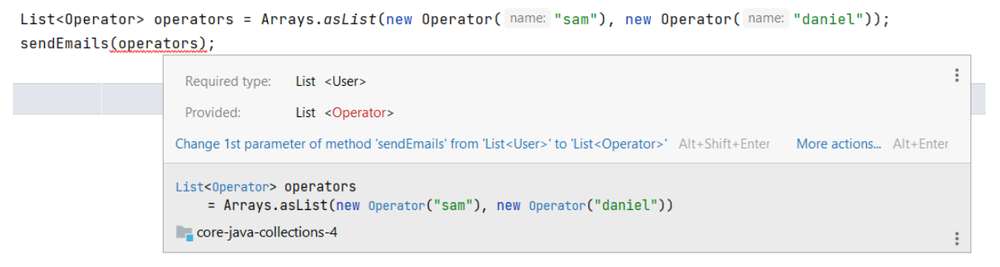 List<Operator> operators = Arrays.asList(new Operator( name: "sam"), new Operator( name: "daniel"));
sendEmails(operators);
Required type: List <User>
Provided: List <Operator>
Change 1st parameter of method 'sendEmails' from 'List<User>' to 'List<Operator>' Alt+Shift+Enter More actions... Alt+Enter
List<Operator> operators
= Arrays.asList(new Operator("sam"), new Operator("daniel"))
core-java-collections-4